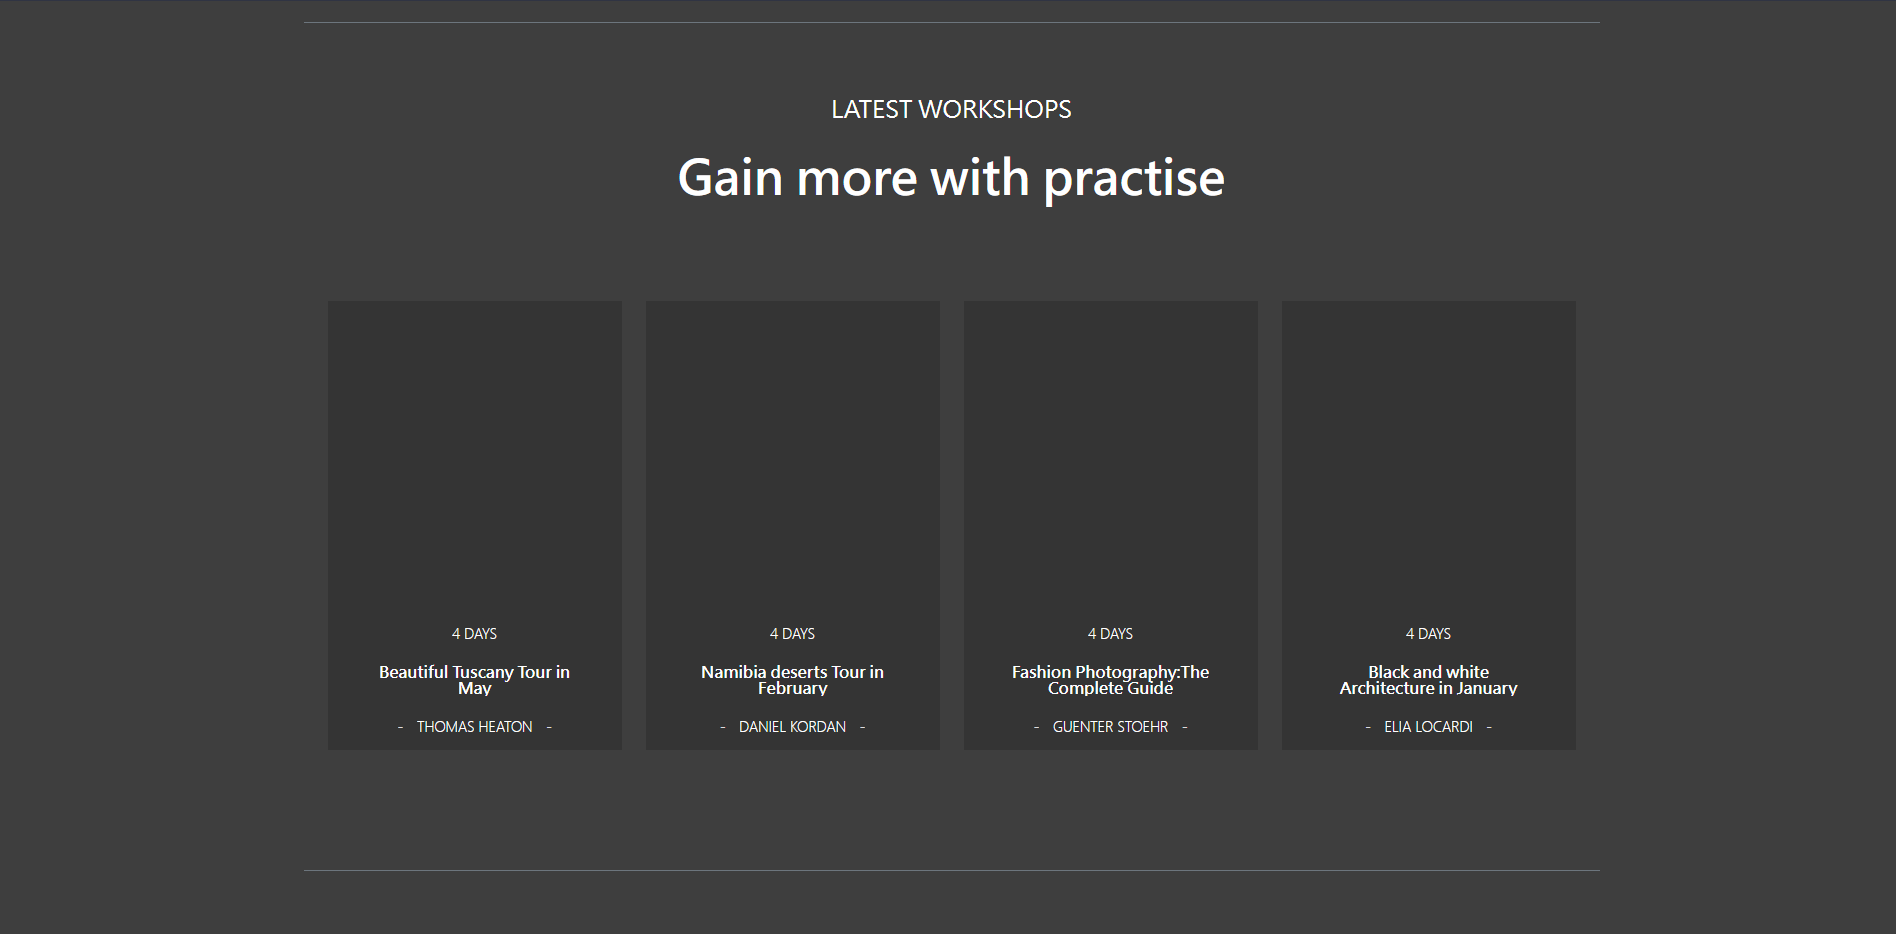 LATEST WORKSHOPS
Gain more with practise
4 DAYS
Beautiful Tuscany Tour in
May
- THOMAS HEATON -
4 DAYS
Namibia deserts Tour in
February
- DANIEL KORDAN -
4 DAYS
Fashion Photography:The
Complete Guide
- GUENTER STOEHR -
4 DAYS
Black and white
Architecture in January
- ELIA LOCARDI -